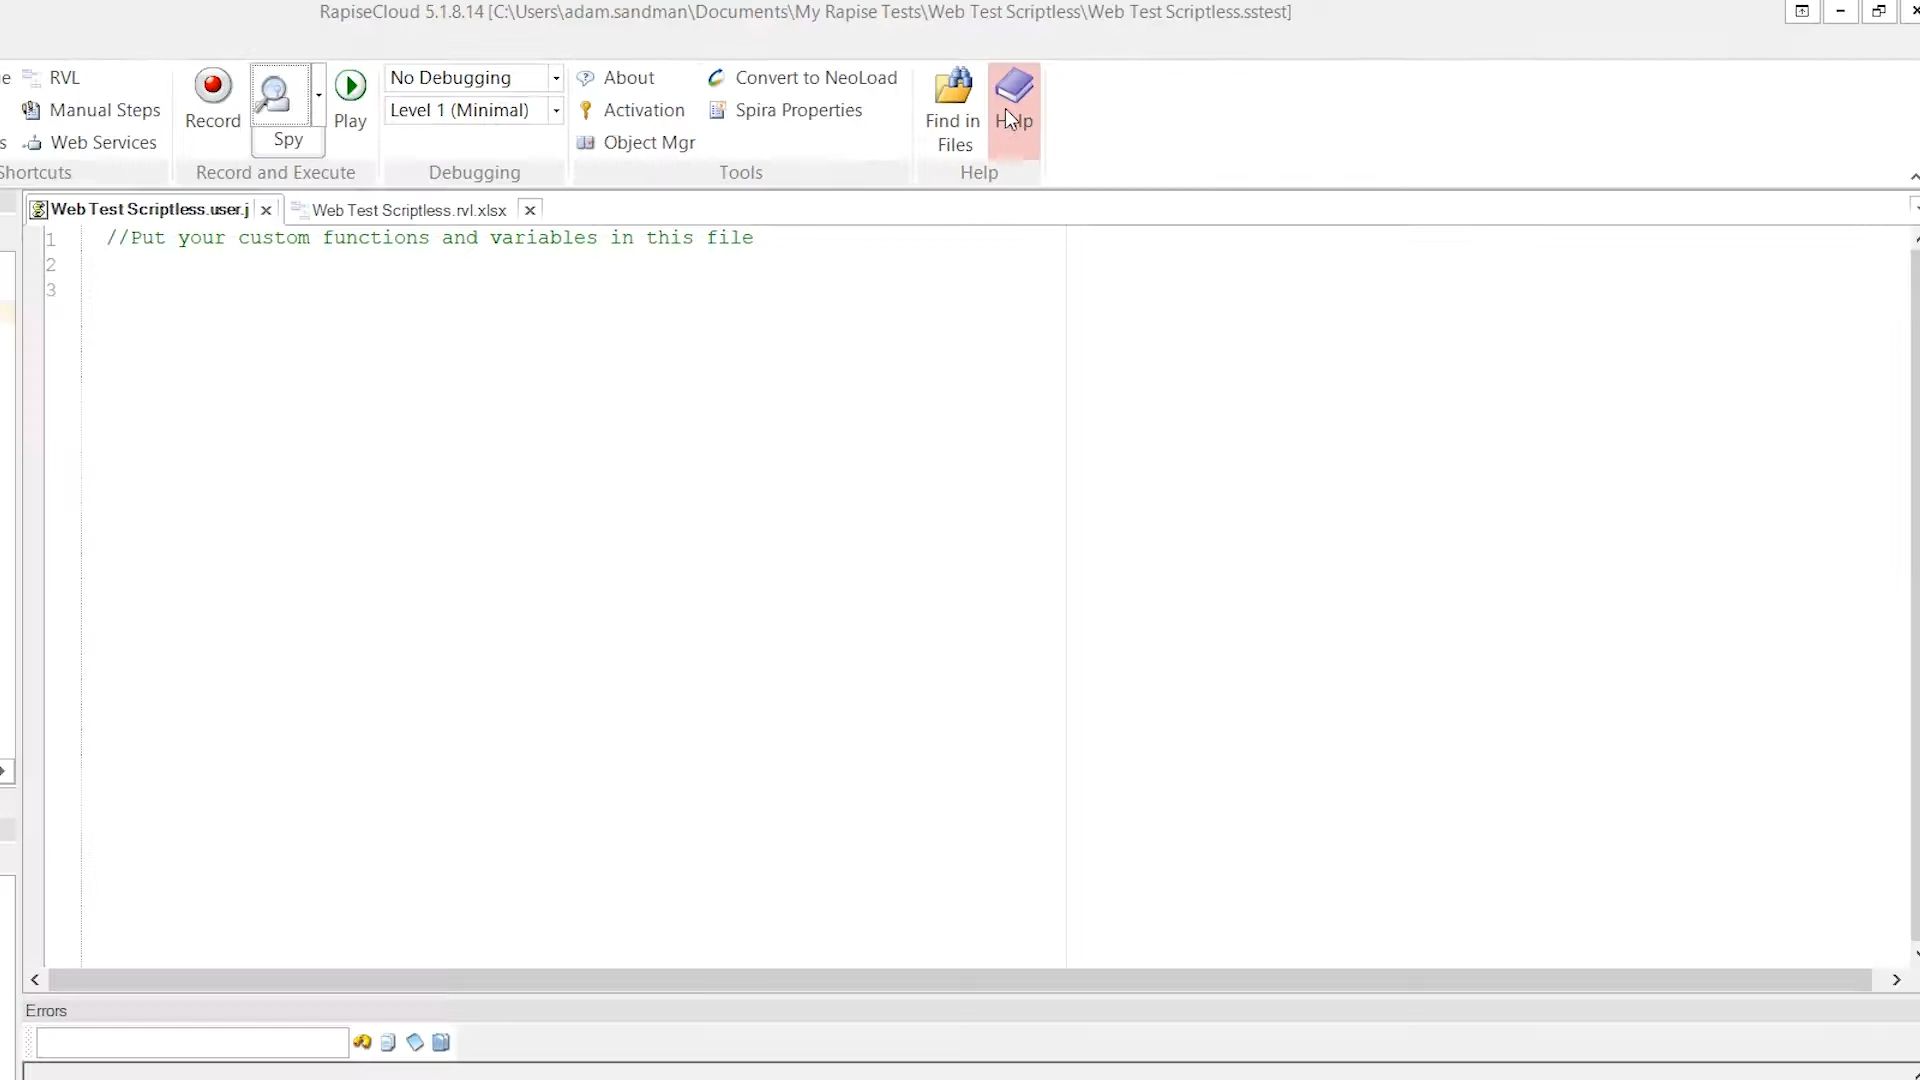 RapiseCloud 5.1.8.14 [C:\Users\adam.sandman\Documents\My Rapise Tests\Web Test Scriptless\Web Test Scriptless.sstest]
e RVL
Manual Steps
s Web Services
Shortcuts
Record
Spy
Play
Record and Execute
No Debugging
Level 1 (Minimal)
Debugging
About
Activation
Object Mgr
Convert to NeoLoad
Spira Properties
Tools
Find in
Files
Help
Help
Web Test Scriptless.user.j
Web Test Scriptless.rvl.xlsx
1 //Put your custom functions and variables in this file
2
3
Errors